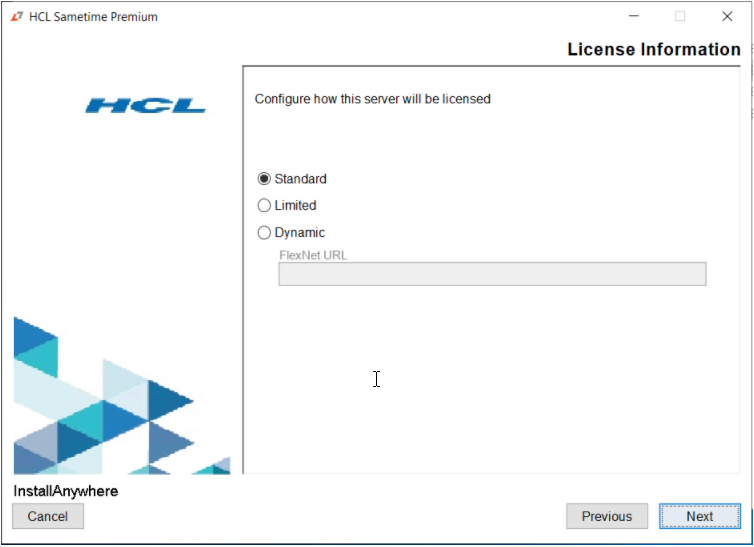 HCL Sametime Premium
License Information
HCL
Configure how this server will be licensed
Standard
Limited
Dynamic
FlexNet URL
InstallAnywhere
Cancel
Previous
Next